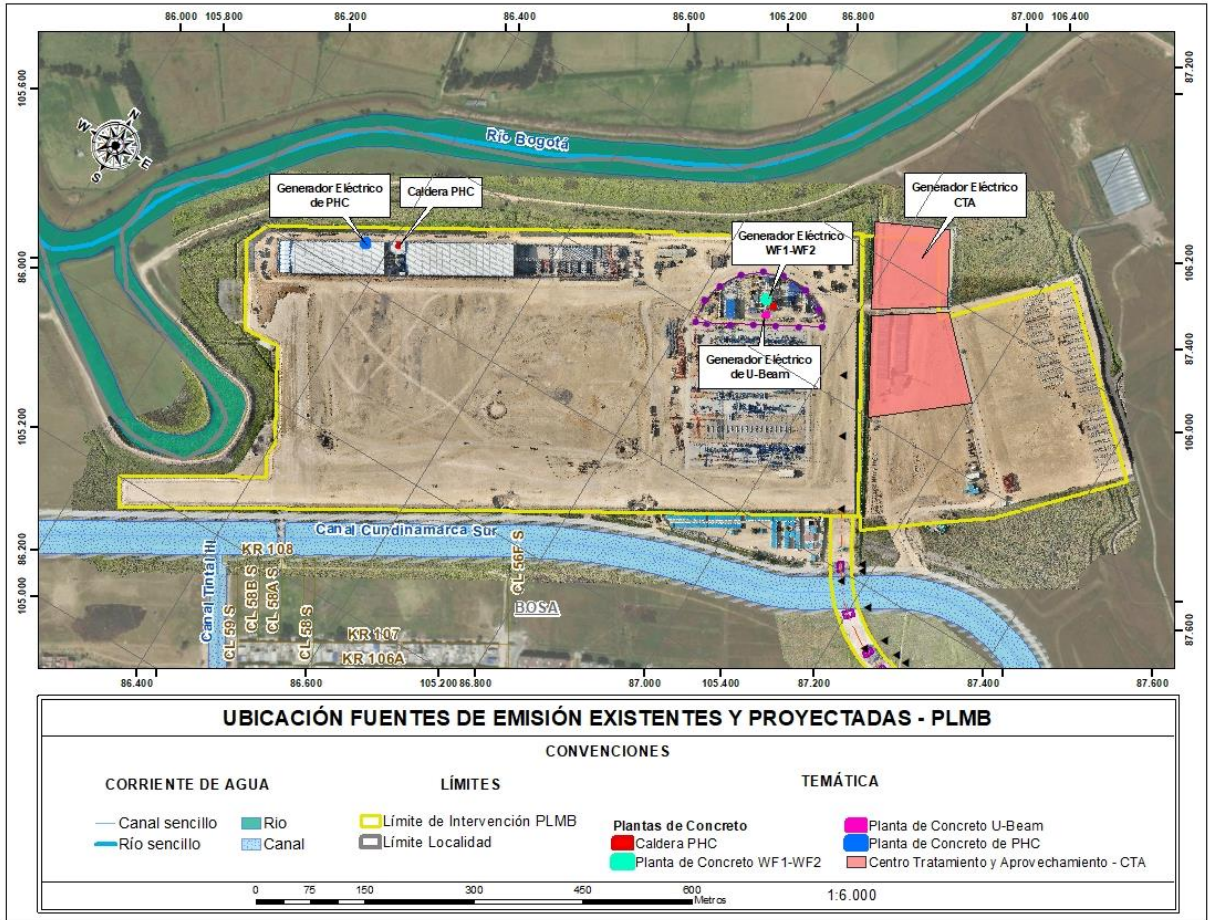 86.000 105.800 86.200 86.400 86.600 106.200 86.800 87.000 106.400
105.600
87.200
N
W
E
S
Río Bogotá
Generador Eléctrico
de PHC
Caldera PHC
Generador Eléctrico
CTA
Generador Eléctrico
WF1-WF2
86.000
106.200
Generador Eléctrico
de U-Beam
87.400
105.200
106.000
Canal Cundinamarca Sur
86.200
KR 108
Canal Tintal III
CL 59 S
CL 58B S
CL 58A S
CL 58 S
CL 56F S
BOSA
105.000
87.600
KR 107
KR 106A
86.400 86.600 105.200 86.800 87.000 105.400 87.200 87.400 87.600
UBICACIÓN FUENTES DE EMISIÓN EXISTENTES Y PROYECTADAS - PLMB
CONVENCIONES
CORRIENTE DE AGUA
Canal sencillo
Río sencillo
Rio
Canal
LÍMITES
Límite de Intervención PLMB
Límite Localidad
TEMÁTICA
Plantas de Concreto
Caldera PHC
Planta de Concreto WF1-WF2
Planta de Concreto U-Beam
Planta de Concreto de PHC
Centro Tratamiento y Aprovechamiento - CTA
0 75 150 300 450 600
Metros
1:6.000